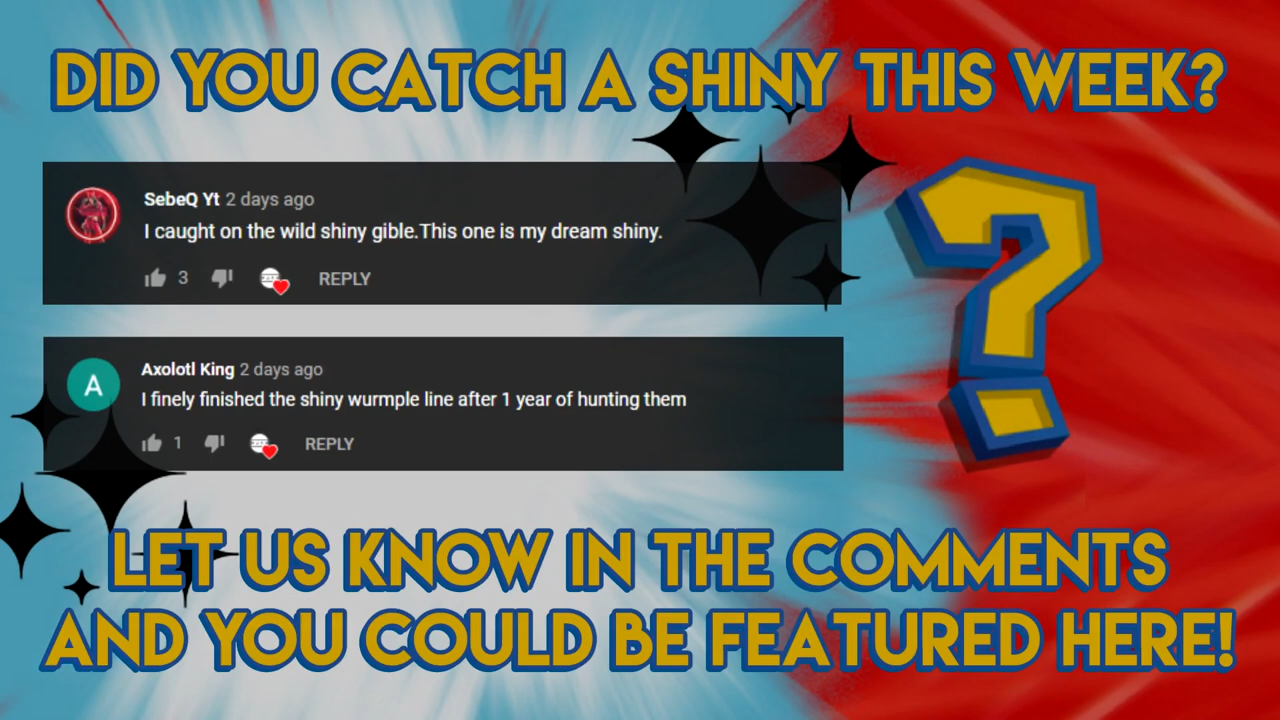 DID YOU CATCH A SHINY THIS WEEK?
SebeQ Yt 2 days ago
I caught on the wild shiny gible.This one is my dream shiny.
3 REPLY
A
Axolotl King 2 days ago
I finely finished the shiny wurmple line after 1 year of hunting them
1 REPLY
?
LET US KNOW IN THE COMMENTS
AND YOU COULD BE FEATURED HERE!